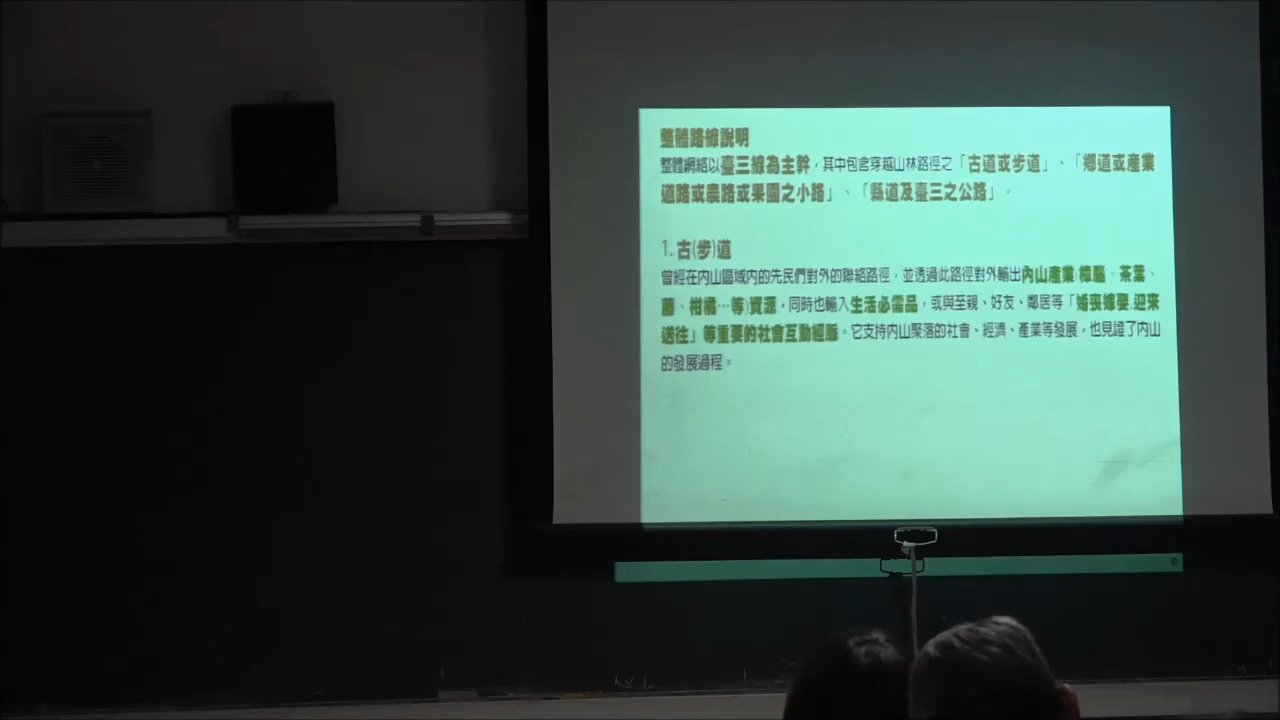 整體路線說明
整體網絡以臺三線為主幹，其中包含穿越山林路徑之「古道或步道」、「鄉道或產業
道路或農路或果園之小路」、「縣道及臺三之公路」。
1. 古(步)道
曾經在內山區域內的先民們對外的聯絡路徑，並透過此路徑對外輸出內山產業(樟腦、茶葉、
藤、柑橘…等)資源，同時也輸入生活必需品，或與至親、好友、鄰居等「婚喪嫁娶.迎來
送往」等重要的社會互動經脈。它支持內山聚落的社會、經濟、產業等發展，也見證了內山
的發展過程。